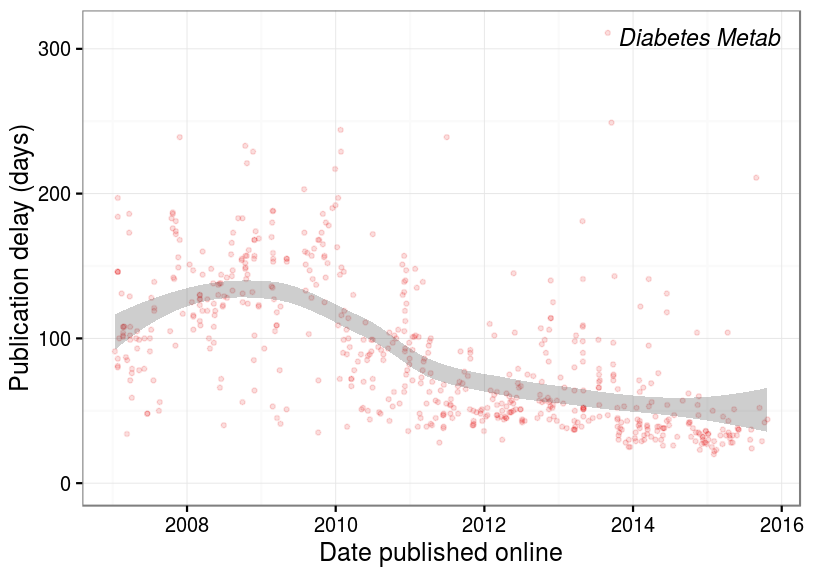 Diabetes Metab
Publication delay (days)
300
200
100
0
2008 2010 2012 2014 2016
Date published online